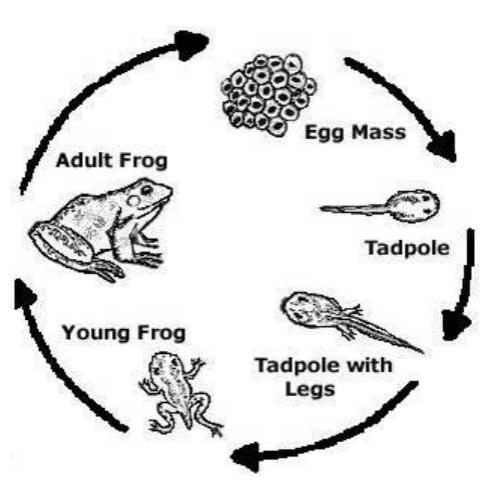 Egg Mass
Tadpole
Tadpole with
Legs
Young Frog
Adult Frog